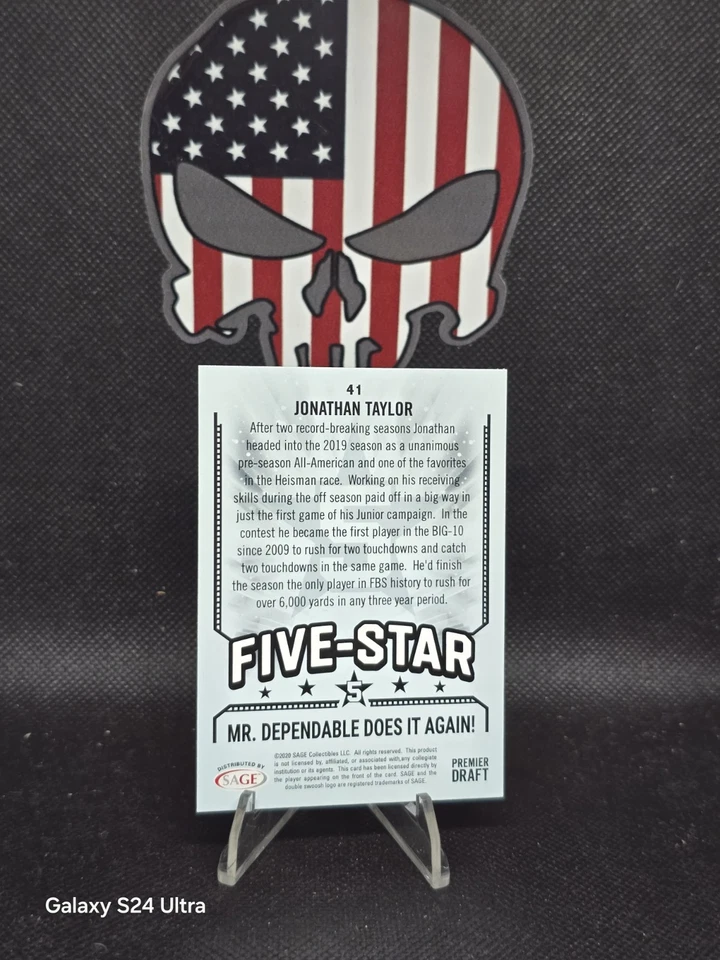 41
JONATHAN TAYLOR
After two record-breaking seasons Jonathan
headed into the 2019 season as a unanimous
pre-season All-American and one of the favorites
in the Heisman race. Working on his receiving
skills during the off season paid off in a big way in
just the first game of his Junior campaign. In the
contest he became the first player in the BIG-10
since 2009 to rush for two touchdowns and catch
two touchdowns in the same game. He'd finish
the season the only player in FBS history to rush for
over 6,000 yards in any three year period.
FIVE-STAR
5
MR. DEPENDABLE DOES IT AGAIN!
DISTRIBUTED BY
SAGE
©2020 SAGE Collectibles LLC. All rights reserved. This product
is not licensed by, affiliated, or associated with,any collegiate
institution or its agents. This card has been licensed directly by
the player appearing on the front of the card. SAGE and the
double swoosh logo are registered trademarks of SAGE.
PREMIER
DRAFT
Galaxy S24 Ultra